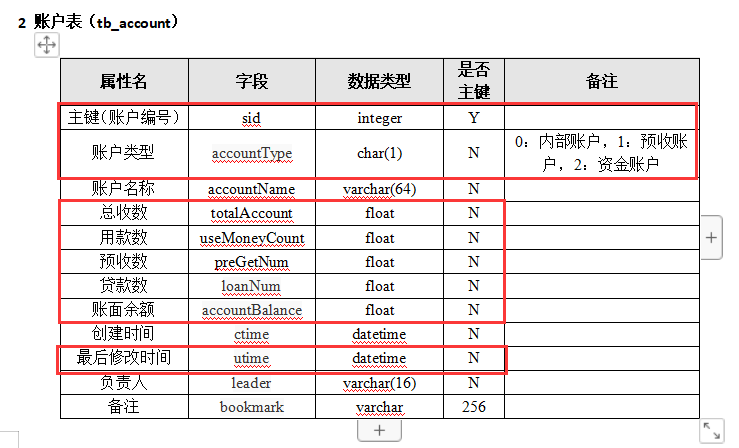 2 账户表（tb_account）
属性名 字段 数据类型 是否主键 备注
主键（账户编号） sid integer Y
账户类型 accountType char(1) N 0：内部账户，1：预收账户，2：资金账户
账户名称 accountName varchar(64) N
总收数 totalAccount float N
用款数 useMoneyCount float N
预收数 preGetNum float N
贷款数 loanNum float N
账面余额 accountBalance float N
创建时间 ctime datetime N
最后修改时间 utime datetime N
负责人 leader varchar(16) N
备注 bookmark varchar 256